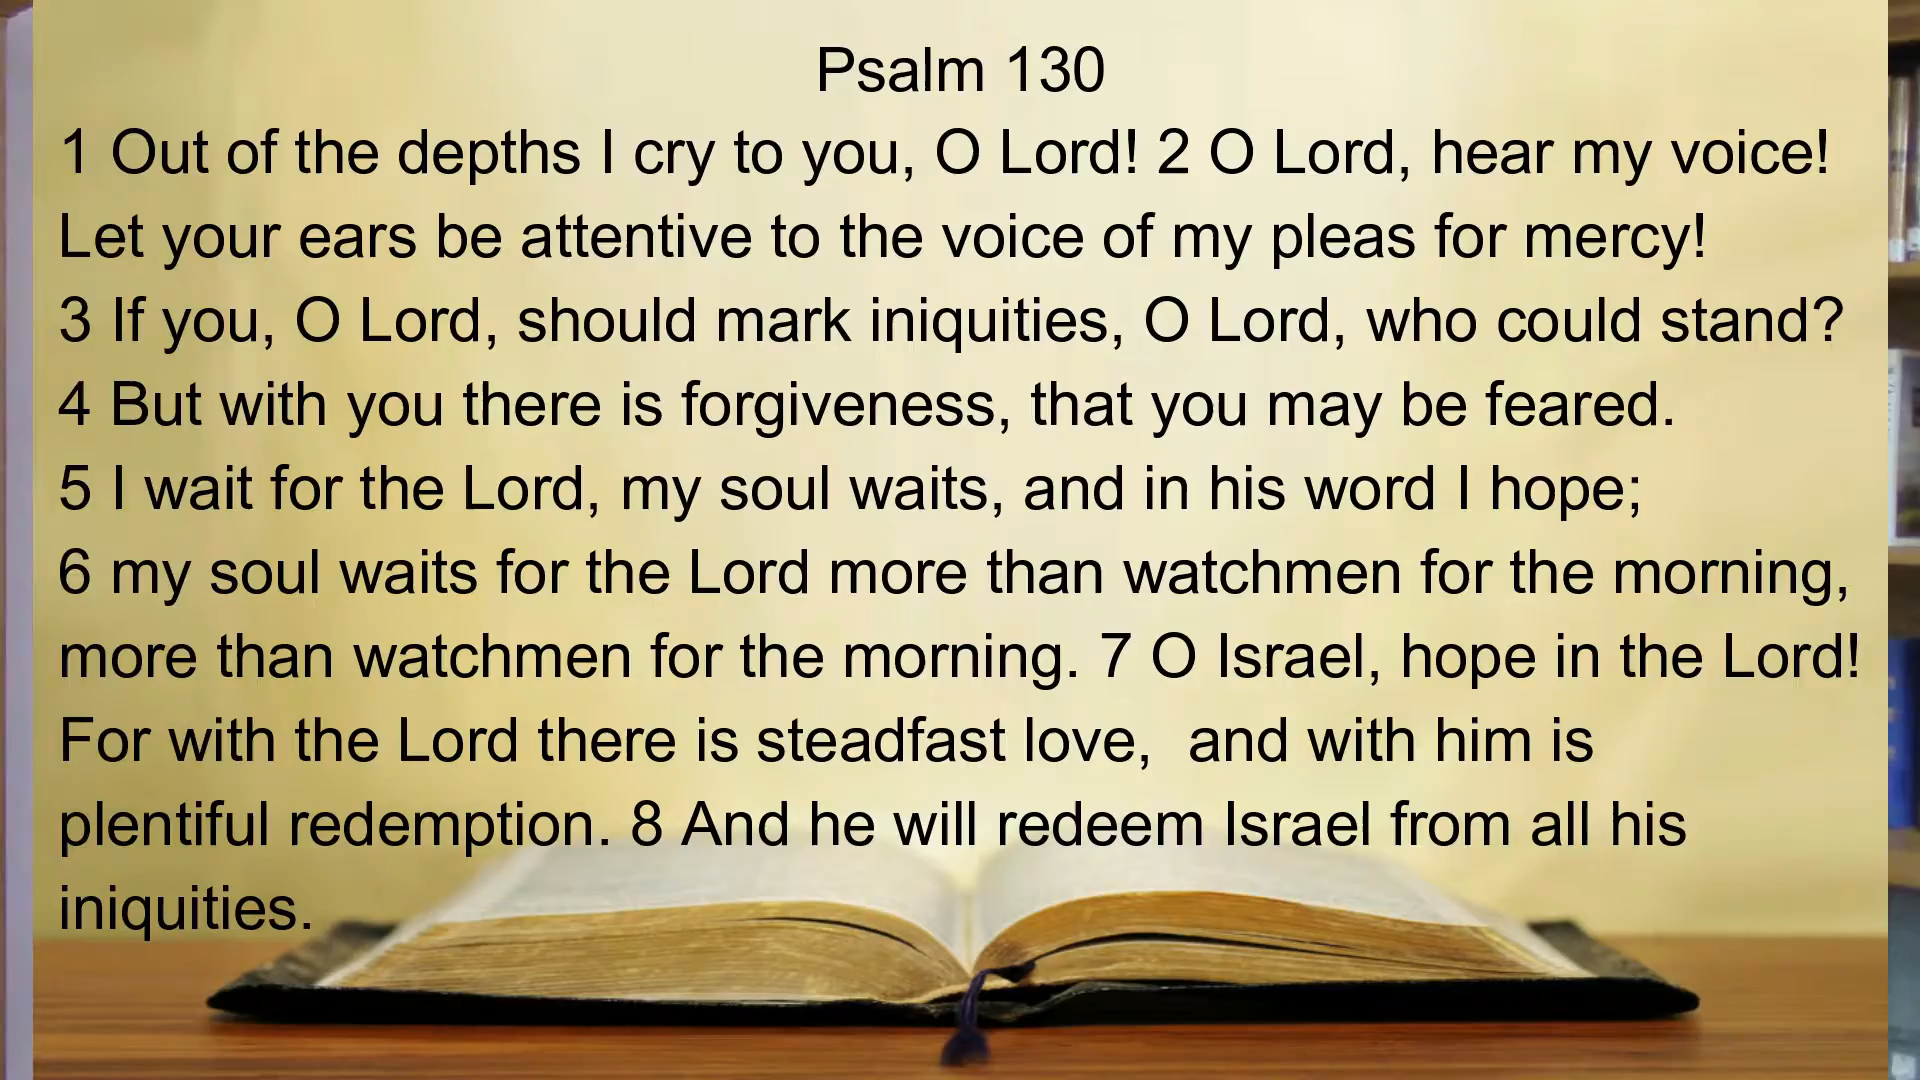 Psalm 130
1 Out of the depths I cry to you, O Lord! 2 O Lord, hear my voice!
Let your ears be attentive to the voice of my pleas for mercy!
3 If you, O Lord, should mark iniquities, O Lord, who could stand?
4 But with you there is forgiveness, that you may be feared.
5 I wait for the Lord, my soul waits, and in his word I hope;
6 my soul waits for the Lord more than watchmen for the morning,
more than watchmen for the morning. 7 O Israel, hope in the Lord!
For with the Lord there is steadfast love,  and with him is
plentiful redemption. 8 And he will redeem Israel from all his
iniquities.